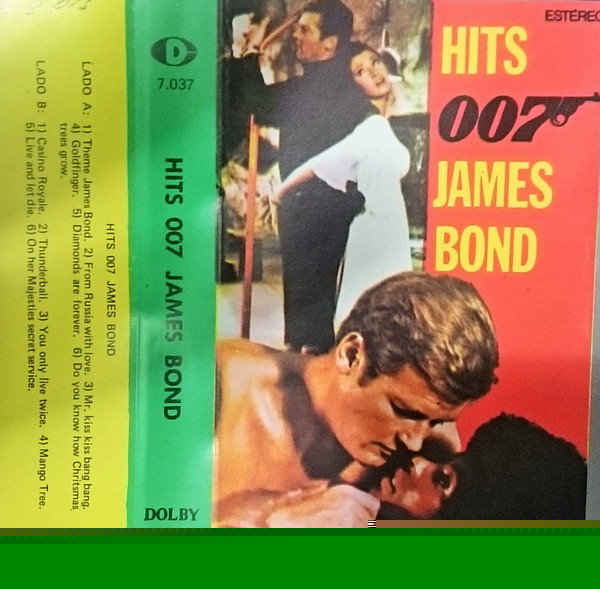 ESTÉREO
HITS
007
JAMES
BOND
D
7.037
HITS 007 JAMES BOND
DOLBY
HITS 007 JAMES BOND
LADO A: 1) Theme James Bond. 2) From Russia with love. 3) Mr. kiss kiss bang bang.
4) Goldfinger. 5) Diamonds are forever. 6) Do you know how Chritsmas
trees grow.
LADO B: 1) Casino Royale. 2) Thunderball. 3) You only live twice. 4) Mango Tree.
5) Live and let die. 6) On her Majesties secret service.